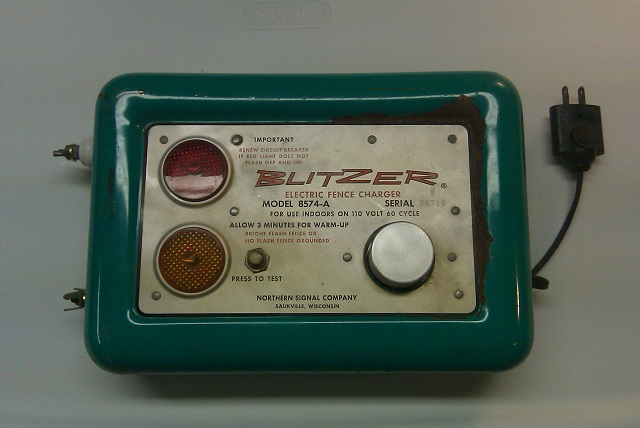 IMPORTANT
RENEW CIRCUIT BREAKER
IF RED LIGHT DOES NOT
FLASH OFF AND ON
BLITZER®
ELECTRIC FENCE CHARGER
MODEL 8574-A SERIAL
FOR USE INDOORS ON 110 VOLT 60 CYCLE
ALLOW 3 MINUTES FOR WARM-UP
BRIGHT FLASH FENCE O.K.
NO FLASH FENCE GROUNDED
PRESS TO TEST
NORTHERN SIGNAL COMPANY
SAUKVILLE, WISCONSIN